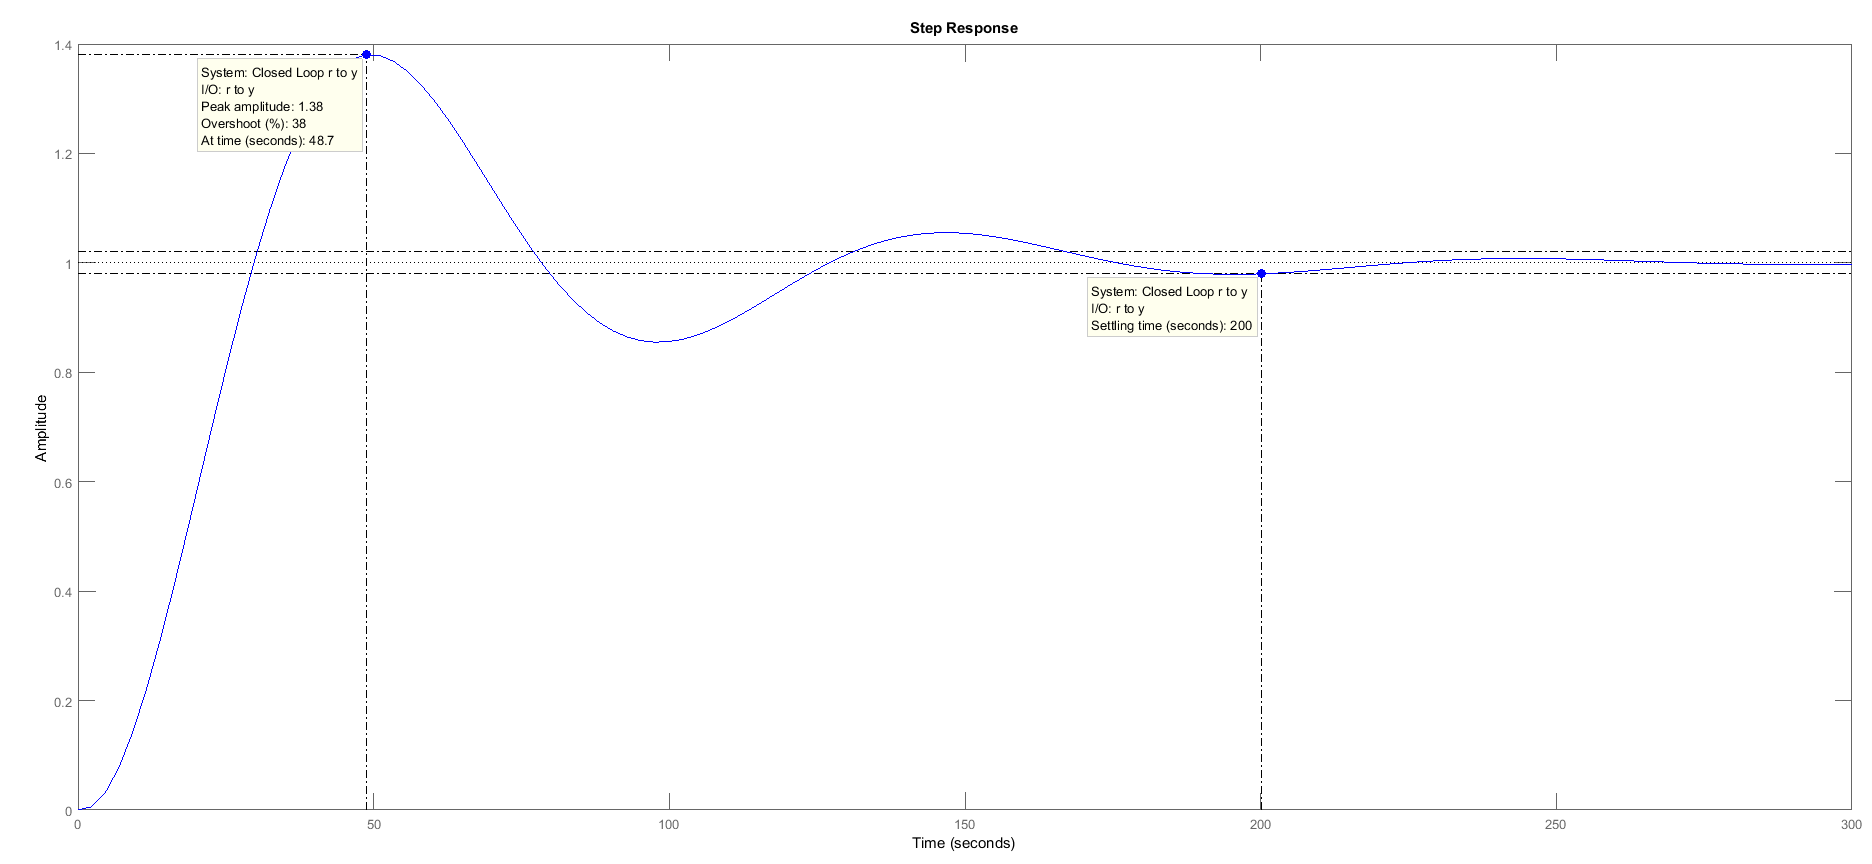 Step Response
1.4
System: Closed Loop r to y
I/O: r to y
Peak amplitude: 1.38
Overshoot (%): 38
At time (seconds): 48.7
1.2
1
System: Closed Loop r to y
I/O: r to y
Settling time (seconds): 200
0.8
Amplitude
0.6
0.4
0.2
0
0 50 100 150 200 250 300
Time (seconds)